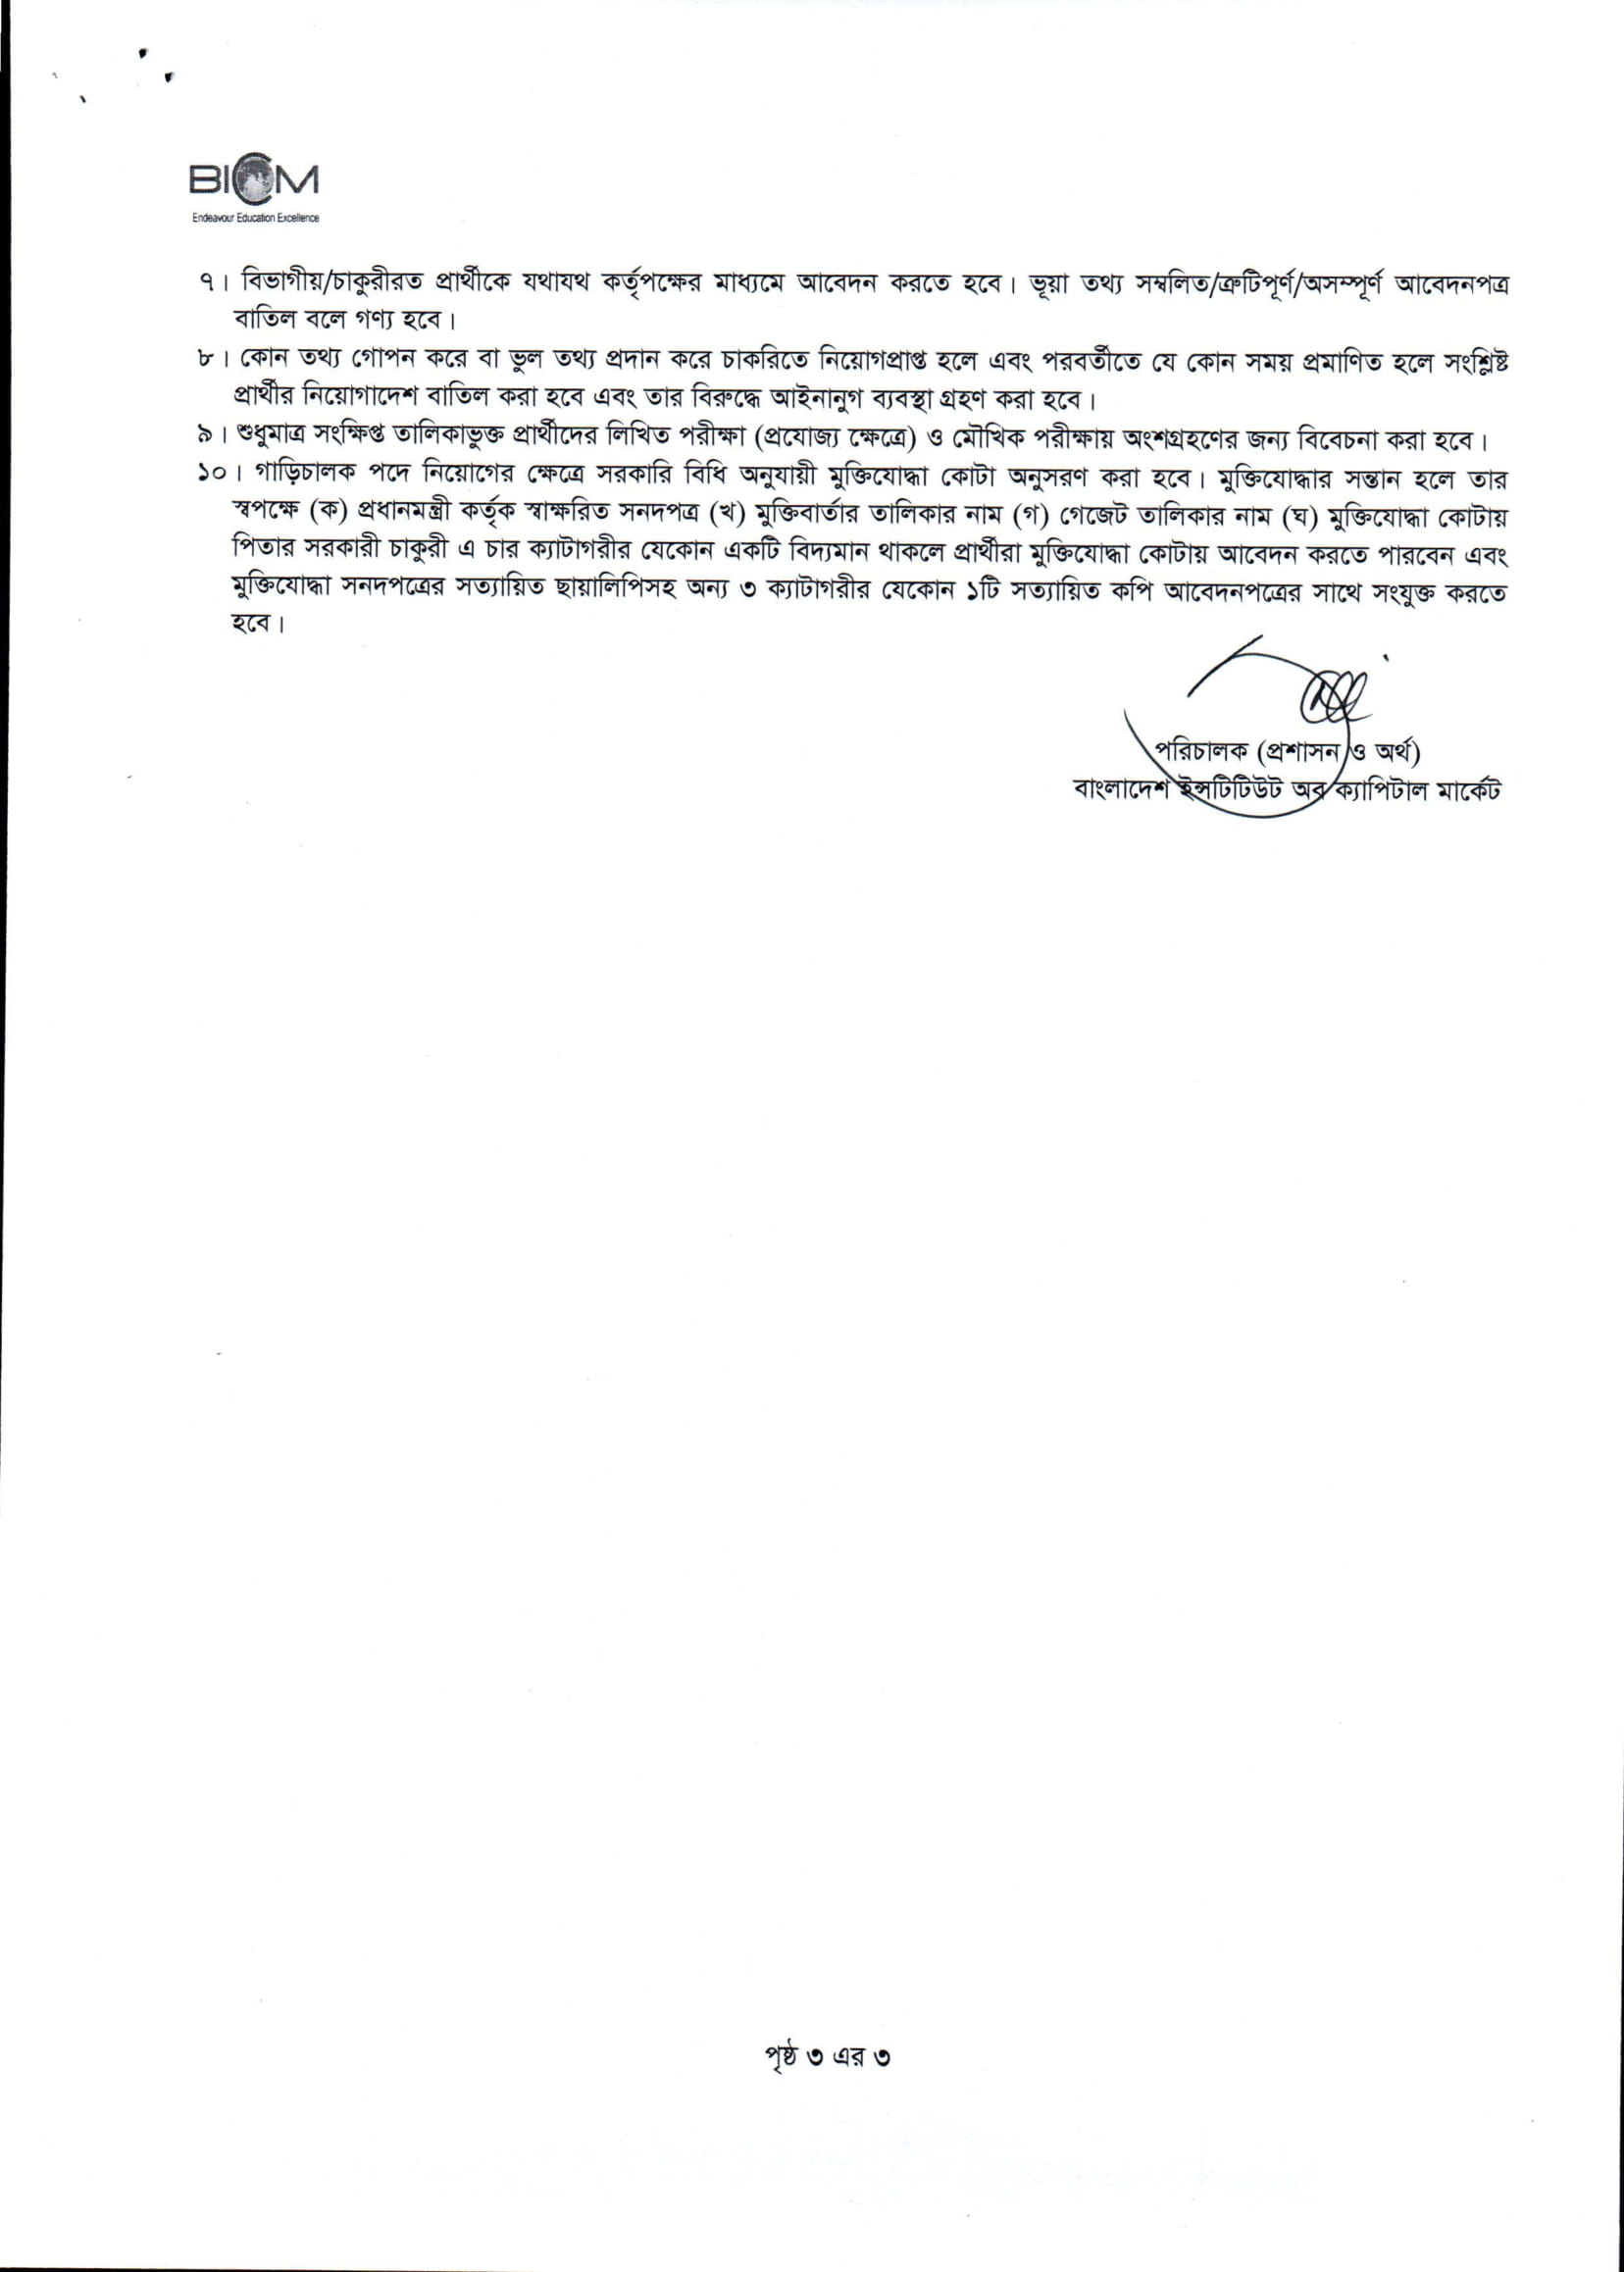 BICM
Endeavour Education Excellence
৭। বিভাগীয়/চাকুরীরত প্রার্থীকে যথাযথ কর্তৃপক্ষের মাধ্যমে আবেদন করতে হবে। ভূয়া তথ্য সম্বলিত/ত্রুটিপূর্ণ/অসম্পূর্ণ আবেদনপত্র
বাতিল বলে গণ্য হবে।
৮। কোন তথ্য গোপন করে বা ভুল তথ্য প্রদান করে চাকরিতে নিয়োগপ্রাপ্ত হলে এবং পরবর্তীতে যে কোন সময় প্রমাণিত হলে সংশ্লিষ্ট
প্রার্থীর নিয়োগাদেশ বাতিল করা হবে এবং তার বিরুদ্ধে আইনানুগ ব্যবস্থা গ্রহণ করা হবে।
৯। শুধুমাত্র সংক্ষিপ্ত তালিকাভুক্ত প্রার্থীদের লিখিত পরীক্ষা (প্রযোজ্য ক্ষেত্রে) ও মৌখিক পরীক্ষায় অংশগ্রহণের জন্য বিবেচনা করা হবে।
১০। গাড়িচালক পদে নিয়োগের ক্ষেত্রে সরকারি বিধি অনুযায়ী মুক্তিযোদ্ধা কোটা অনুসরণ করা হবে। মুক্তিযোদ্ধার সন্তান হলে তার
স্বপক্ষে (ক) প্রধানমন্ত্রী কর্তৃক স্বাক্ষরিত সনদপত্র (খ) মুক্তিবার্তার তালিকার নাম (গ) গেজেট তালিকার নাম (ঘ) মুক্তিযোদ্ধা কোটায়
পিতার সরকারী চাকুরী এ চার ক্যাটাগরীর যেকোন একটি বিদ্যমান থাকলে প্রার্থীরা মুক্তিযোদ্ধা কোটায় আবেদন করতে পারবেন এবং
মুক্তিযোদ্ধা সনদপত্রের সত্যায়িত ছায়ালিপিসহ অন্য ৩ ক্যাটাগরীর যেকোন ১টি সত্যায়িত কপি আবেদনপত্রের সাথে সংযুক্ত করতে
হবে।
পরিচালক (প্রশাসন ও অর্থ)
বাংলাদেশ ইন্সটিটিউট অব ক্যাপিটাল মার্কেট
পৃষ্ঠ ৩ এর ৩